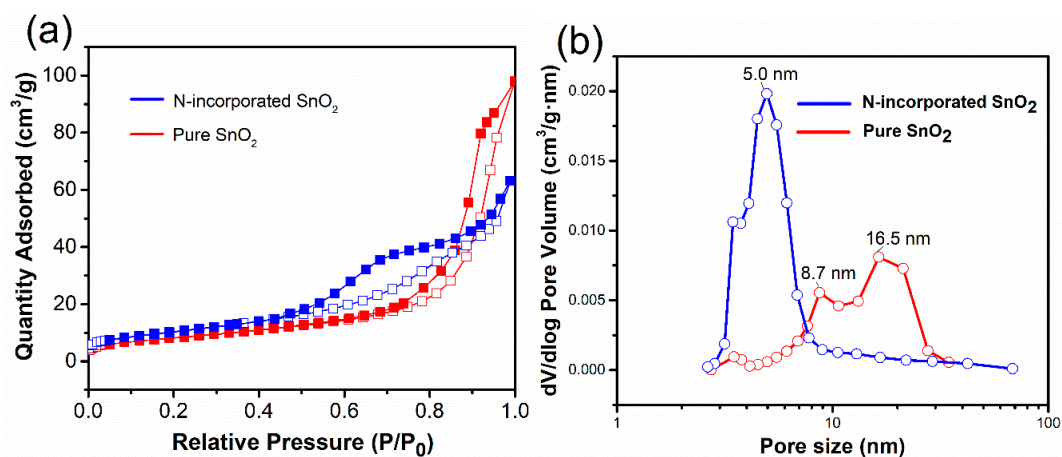 (a)
Quantity Adsorbed (cm³/g)
100
80
60
40
20
0
N-incorporated SnO₂
Pure SnO₂
0.0
0.2
0.4
0.6
0.8
1.0
Relative Pressure (P/P₀)
(b)
dV/dlog Pore Volume (cm³/g·nm)
0.020
0.015
0.010
0.005
0.000
5.0 nm
N-incorporated SnO₂
Pure SnO₂
8.7 nm
16.5 nm
1
10
100
Pore size (nm)